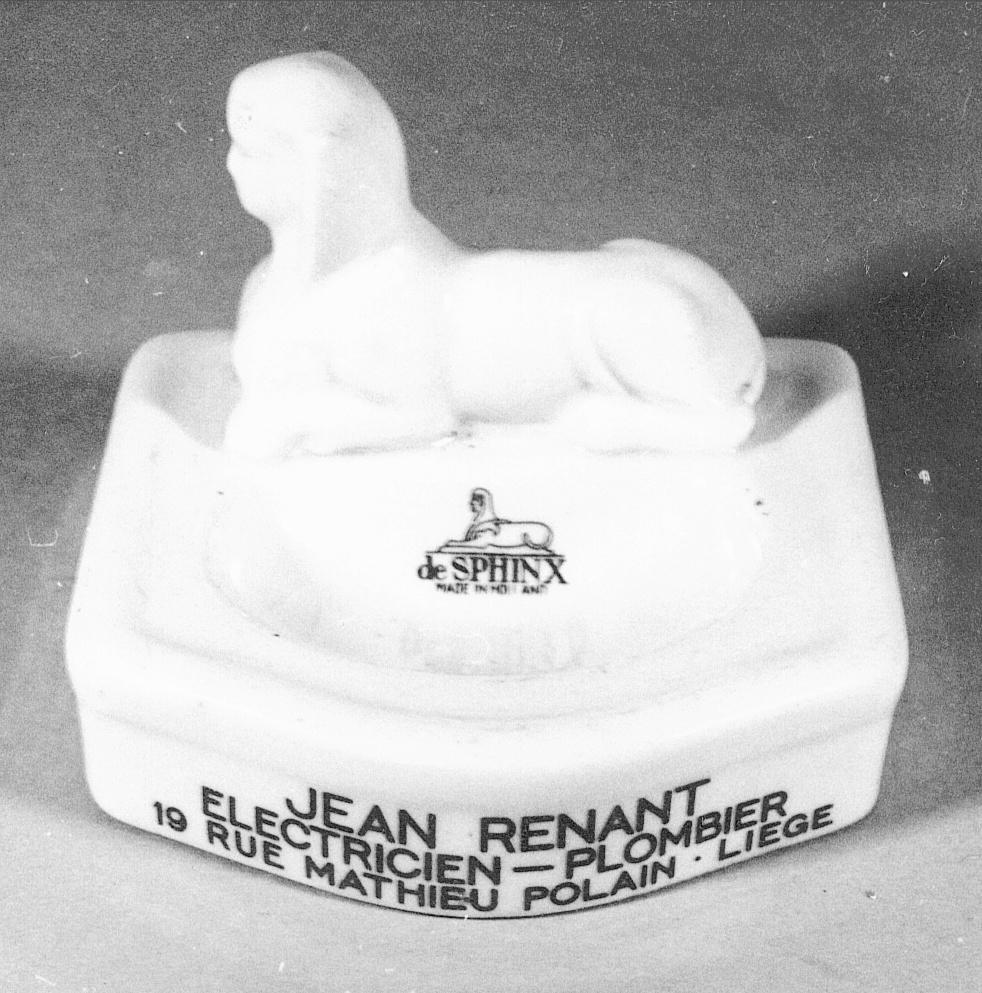 de SPHINX
MADE IN HOLLAND
JEAN RENANT
ELECTRICIEN — PLOMBIER
19 RUE MATHIEU POLAIN · LIEGE